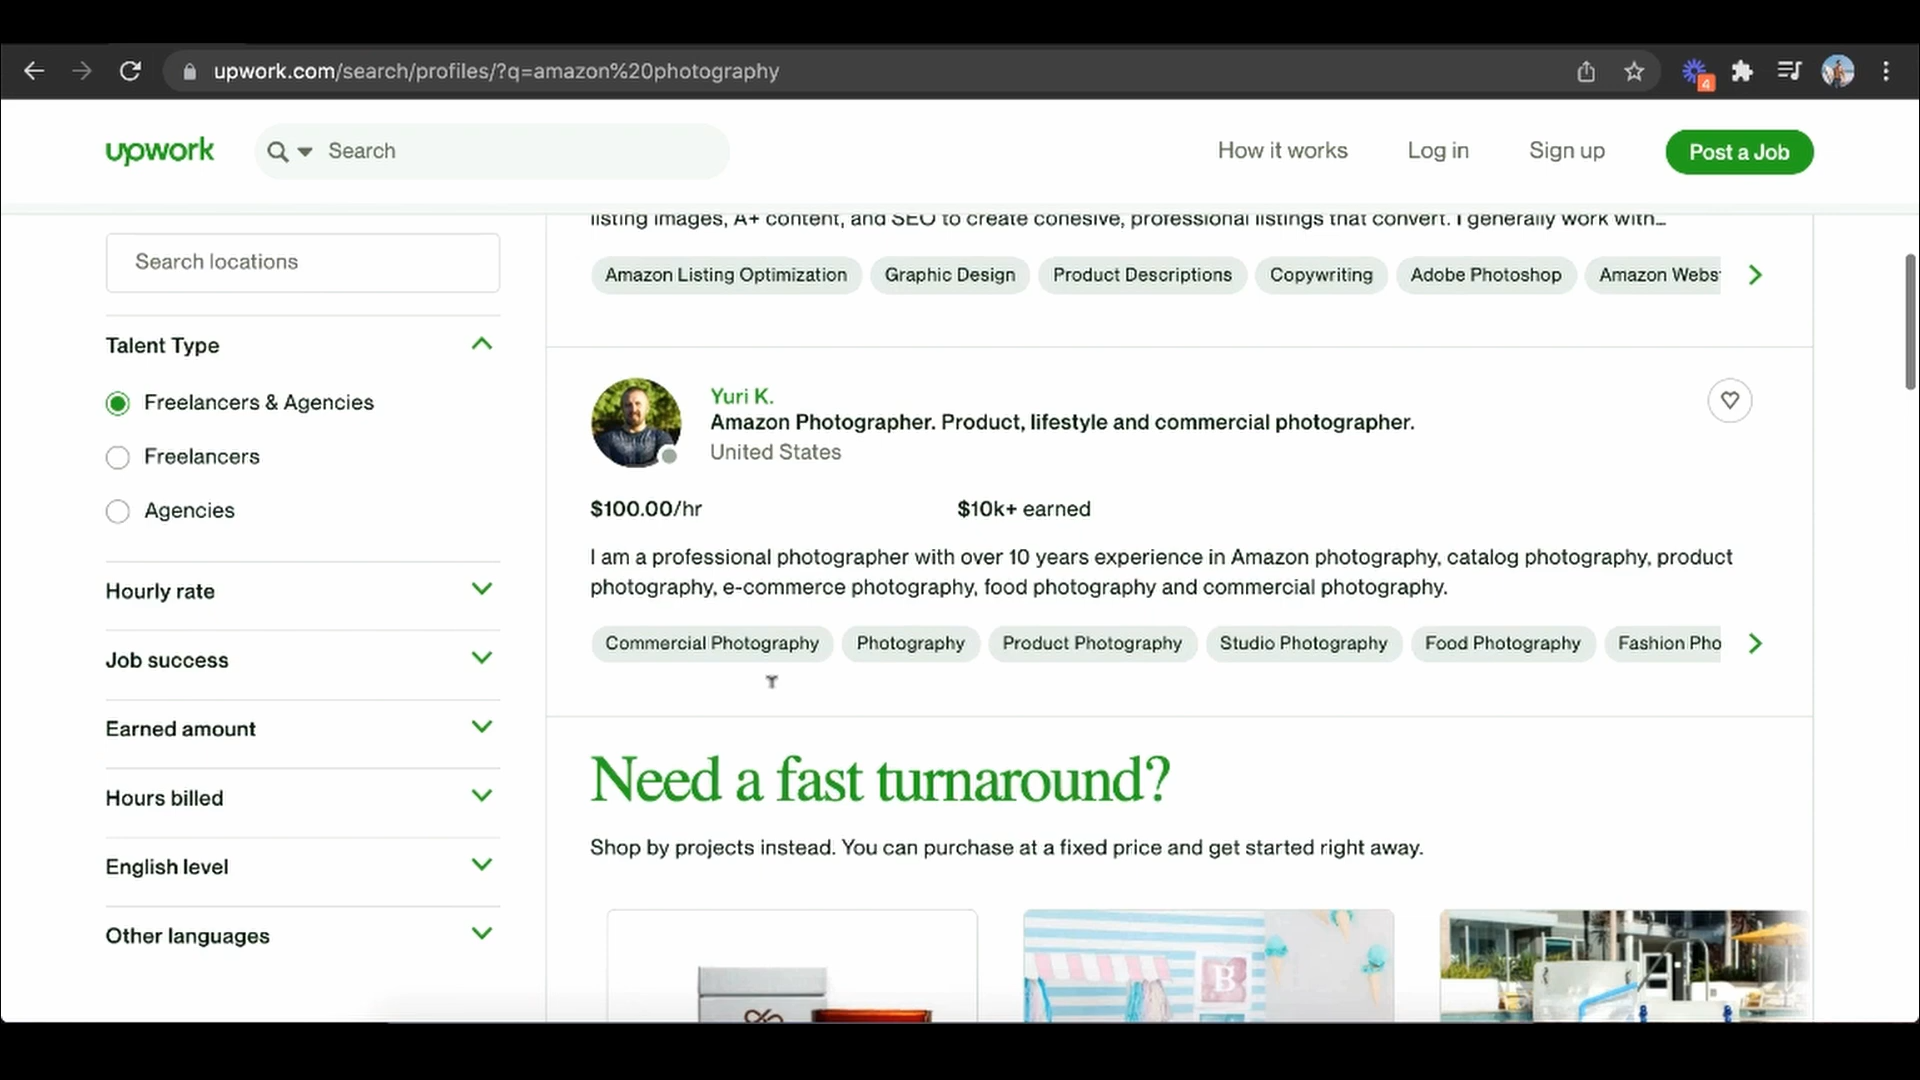 upwork.com/search/profiles/?q=amazon%20photography
4
upwork
Search
How it works
Log in
Sign up
Post a Job
Search locations
Talent Type
Freelancers & Agencies
Freelancers
Agencies
Hourly rate
Job success
Earned amount
Hours billed
English level
Other languages
listing images, A+ content, and SEO to create cohesive, professional listings that convert. I generally work with…
Amazon Listing Optimization
Graphic Design
Product Descriptions
Copywriting
Adobe Photoshop
Amazon Webs
Yuri K.
Amazon Photographer. Product, lifestyle and commercial photographer.
United States
$100.00/hr
$10k+ earned
I am a professional photographer with over 10 years experience in Amazon photography, catalog photography, product
photography, e-commerce photography, food photography and commercial photography.
Commercial Photography
Photography
Product Photography
Studio Photography
Food Photography
Fashion Pho
Need a fast turnaround?
Shop by projects instead. You can purchase at a fixed price and get started right away.
B